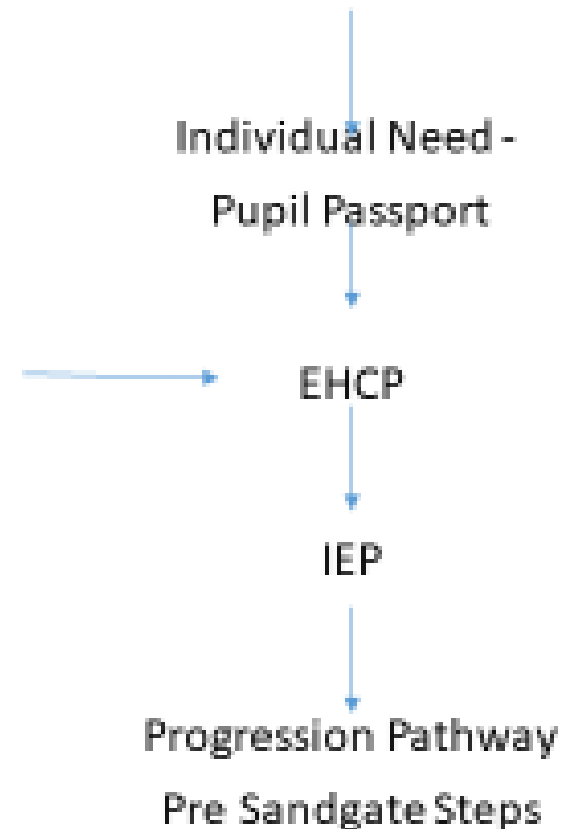 Individual Need -
Pupil Passport
EHCP
IEP
Progression Pathway
Pre Sandgate Steps